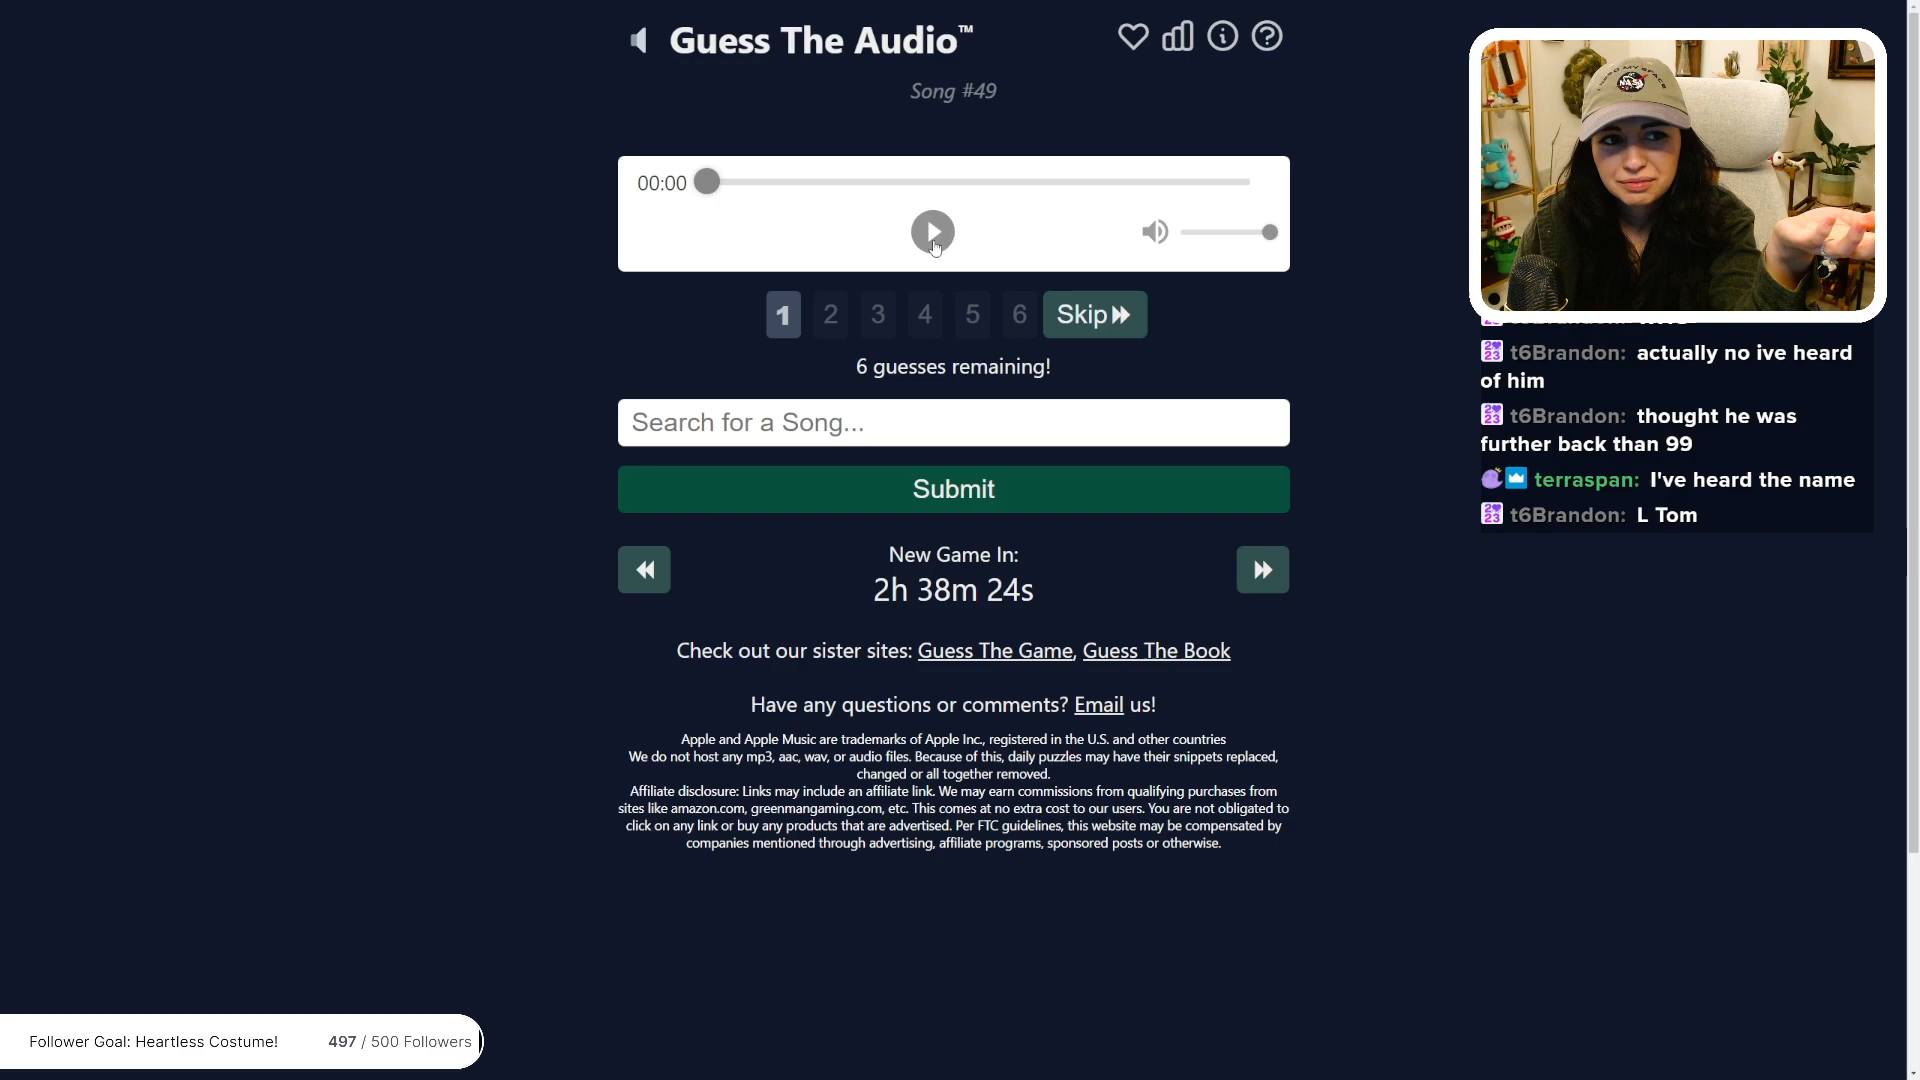 Guess The Audio™
Song #49
00:00
1 2 3 4 5 6 Skip
6 guesses remaining!
Search for a Song...
Submit
New Game In:
2h 38m 24s
Check out our sister sites: Guess The Game, Guess The Book
Have any questions or comments? Email us!
Apple and Apple Music are trademarks of Apple Inc., registered in the U.S. and other countries
We do not host any mp3, aac, wav, or audio files. Because of this, daily puzzles may have their snippets replaced,
changed or all together removed.
Affiliate disclosure: Links may include an affiliate link. We may earn commissions from qualifying purchases from
sites like amazon.com, greenmangaming.com, etc. This comes at no extra cost to our users. You are not obligated to
click on any link or buy any products that are advertised. Per FTC guidelines, this website may be compensated by
companies mentioned through advertising, affiliate programs, sponsored posts or otherwise.
NASA
t6Brandon: actually no ive heard
of him
t6Brandon: thought he was
further back than 99
terraspan: I've heard the name
t6Brandon: L Tom
Follower Goal: Heartless Costume! 497 / 500 Followers